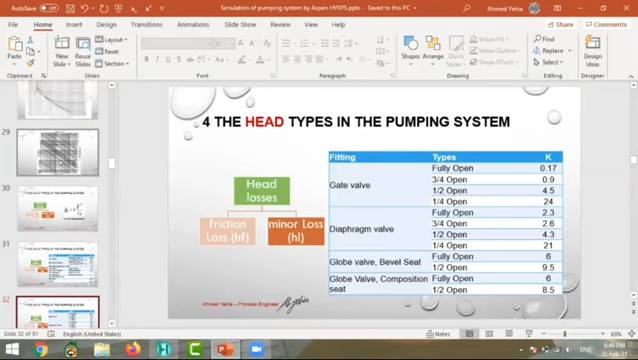 AutoSave Off
Simulation of pumping system by Aspen HYSYS.pptx - Saved to this PC
Ahmed Yehia
File Home Insert Draw Design Transitions Animations Slide Show Review View Help Share Comments
Paste
New Slide
Reuse Slides
Layout
Reset
Section
Shapes
Arrange
Quick Styles
Shape Fill
Shape Outline
Shape Effects
Find
Replace
Select
Design Ideas
Clipboard Slides Font Paragraph Drawing Editing Designer
29
30
31
32
4 THE HEAD TYPES IN THE PUMPING SYSTEM
Head losses
friction Loss (hf)
minor Loss (hl)
Fitting Types K
Gate valve Fully Open 0.17
3/4 Open 0.9
1/2 Open 4.5
1/4 Open 24
Diaphragm valve Fully Open 2.3
3/4 Open 2.6
1/2 Open 4.3
1/4 Open 21
Globe valve, Bevel Seat Fully Open 6
1/2 Open 9.5
Globe Valve, Composition seat Fully Open 6
1/2 Open 8.5
Ahmed Yehia – Process Engineer
Slide 32 of 91
English (United States)
Notes
ENG